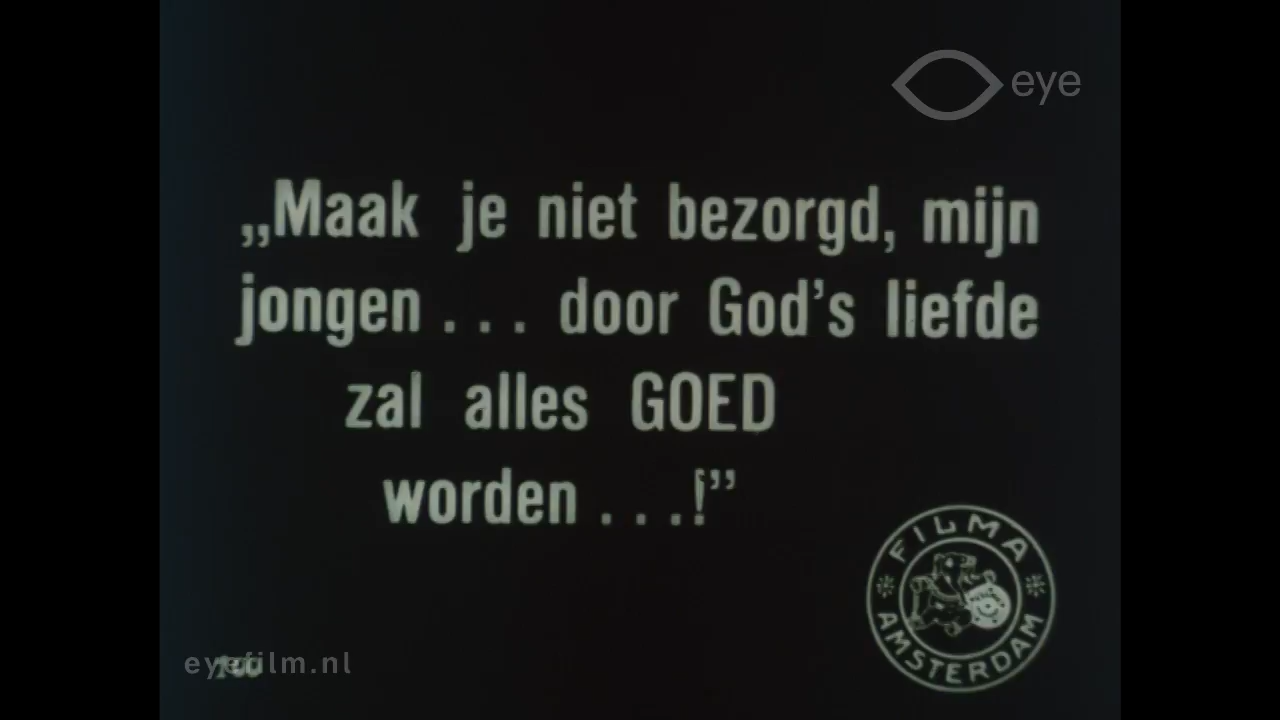 eye
„Maak je niet bezorgd, mijn
jongen . . . door God's liefde
zal alles GOED
worden . . .!”
FILMA
AMSTERDAM
eyefilm.nl